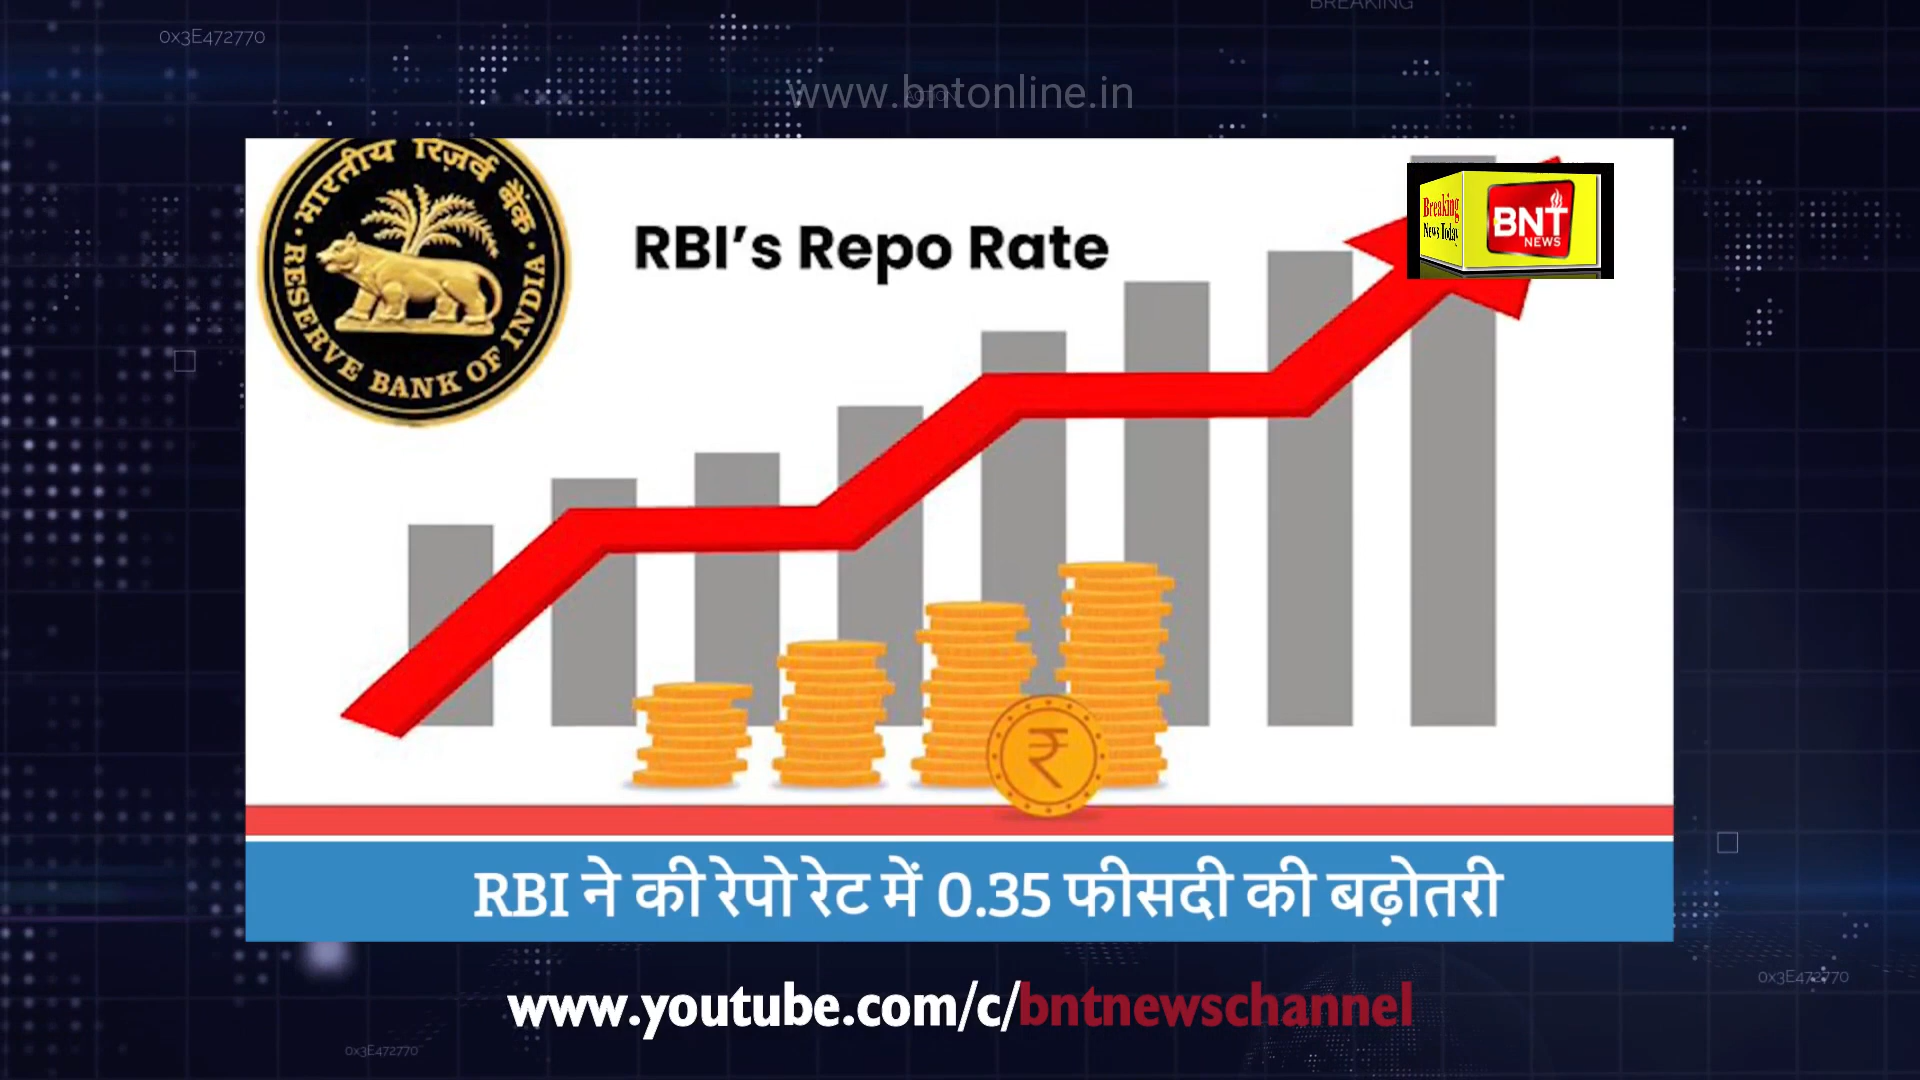 BREAKING
0x3E472770
www.bntonline.in
भारतीय रिज़र्व बैंक
RESERVE BANK OF INDIA
RBI's Repo Rate
Breaking
News Today
BNT
NEWS
₹
RBI ने की रेपो रेट में 0.35 फीसदी की बढ़ोतरी
0x3E472770
www.youtube.com/c/bntnewschannel
0x3E472770